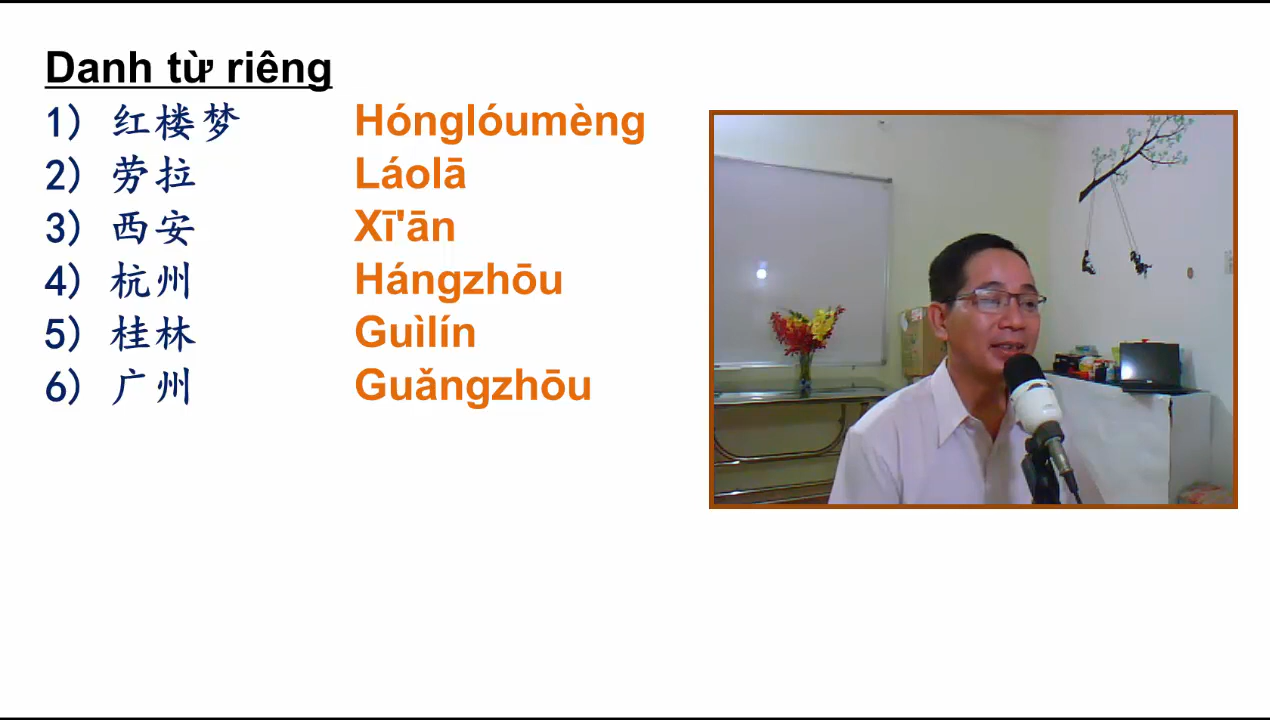 Danh từ riêng
1) 红楼梦 Hónglóumèng
2) 劳拉 Láolā
3) 西安 Xī'ān
4) 杭州 Hángzhōu
5) 桂林 Guìlín
6) 广州 Guǎngzhōu